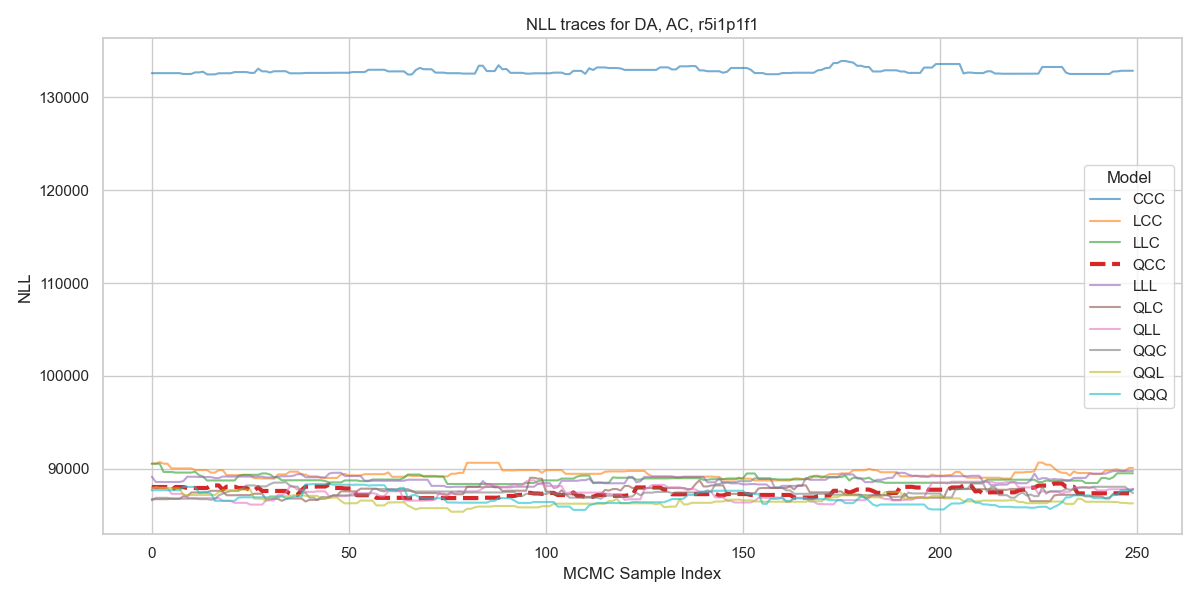 NLL traces for DA, AC, r5i1p1f1
130000
120000
110000
100000
90000
NLL
0
50
100
150
200
250
MCMC Sample Index
Model
CCC
LCC
LLC
QCC
LLL
QLC
QLL
QQC
QQL
QQQ